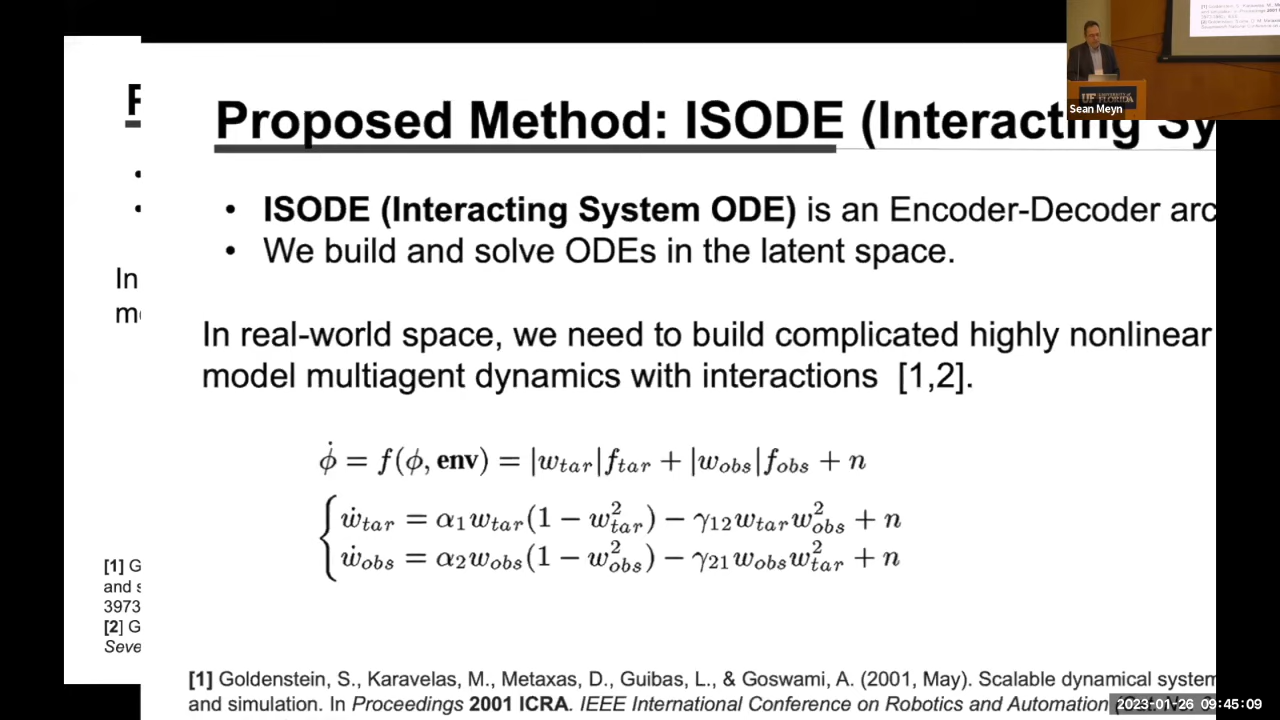 Proposed Method: ISODE (Interacting Sy
Sean Meyn
UF UNIVERSITY of FLORIDA
• ISODE (Interacting System ODE) is an Encoder-Decoder arc
• We build and solve ODEs in the latent space.
In real-world space, we need to build complicated highly nonlinear
model multiagent dynamics with interactions [1,2].
In
m
ϕ̇ = f(ϕ, env) = |w_tar|f_tar + |w_obs|f_obs + n
ẇ_tar = α₁w_tar(1 − w²_tar) − γ₁₂w_tar w²_obs + n
ẇ_obs = α₂w_obs(1 − w²_obs) − γ₂₁w_obs w²_tar + n
[1] G
and s
3973
[2] G
Seve
[1] Goldenstein, S., Karavelas, M., Metaxas, D., Guibas, L., & Goswami, A. (2001, May). Scalable dynamical system
and simulation. In Proceedings 2001 ICRA. IEEE International Conference on Robotics and Automation
2023-01-26 09:45:09